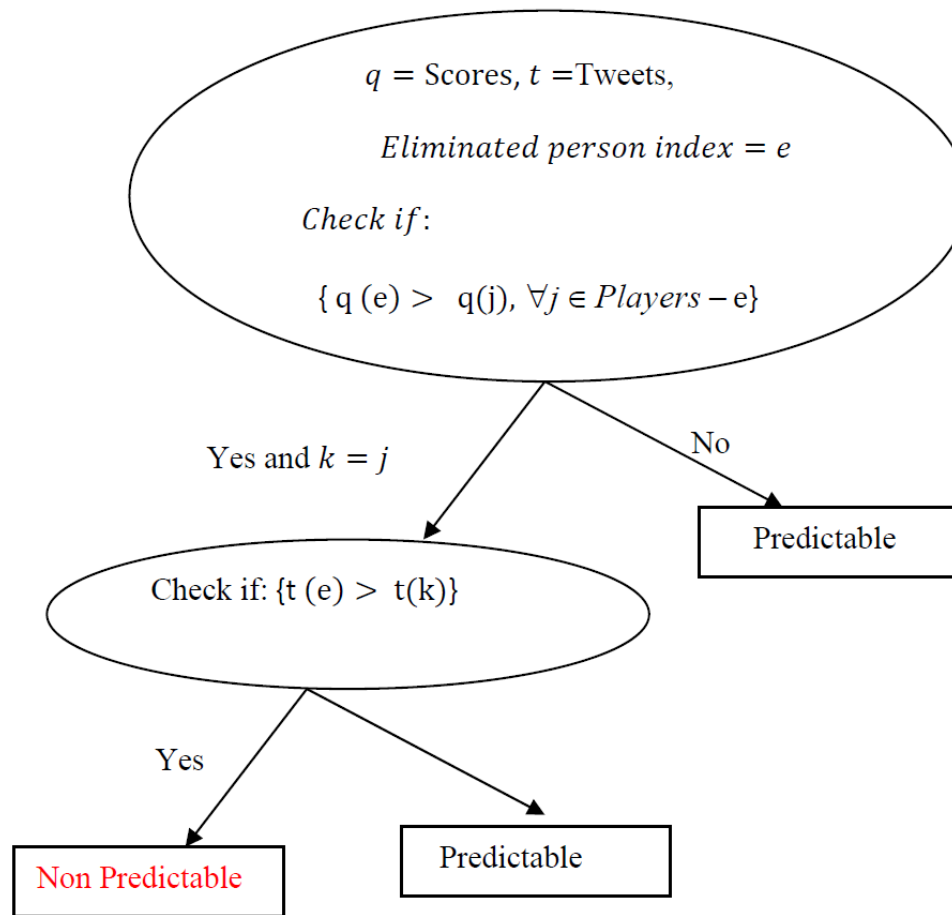 q = Scores, t =Tweets,
Eliminated person index = e
Check if:
{ q (e) > q(j), ∀j ∈ Players − e}
Yes and k = j
No
Predictable
Check if: {t (e) > t(k)}
Yes
Predictable
Non Predictable